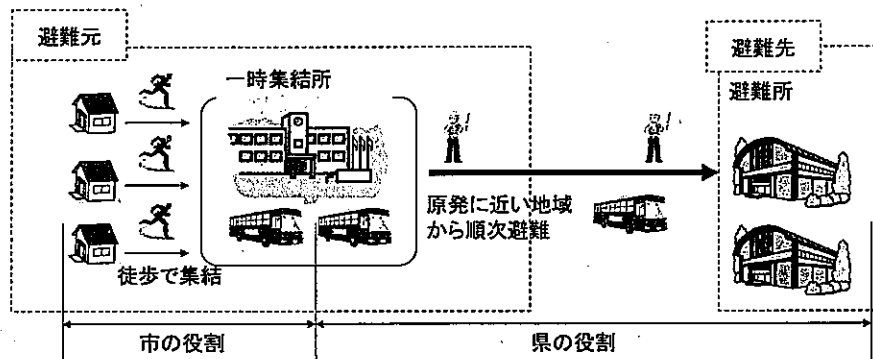 避難元
一時集結所
徒歩で集結
原発に近い地域
から順次避難
避難先
避難所
市の役割
県の役割